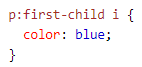 p:first-child i {
  color: blue;
}